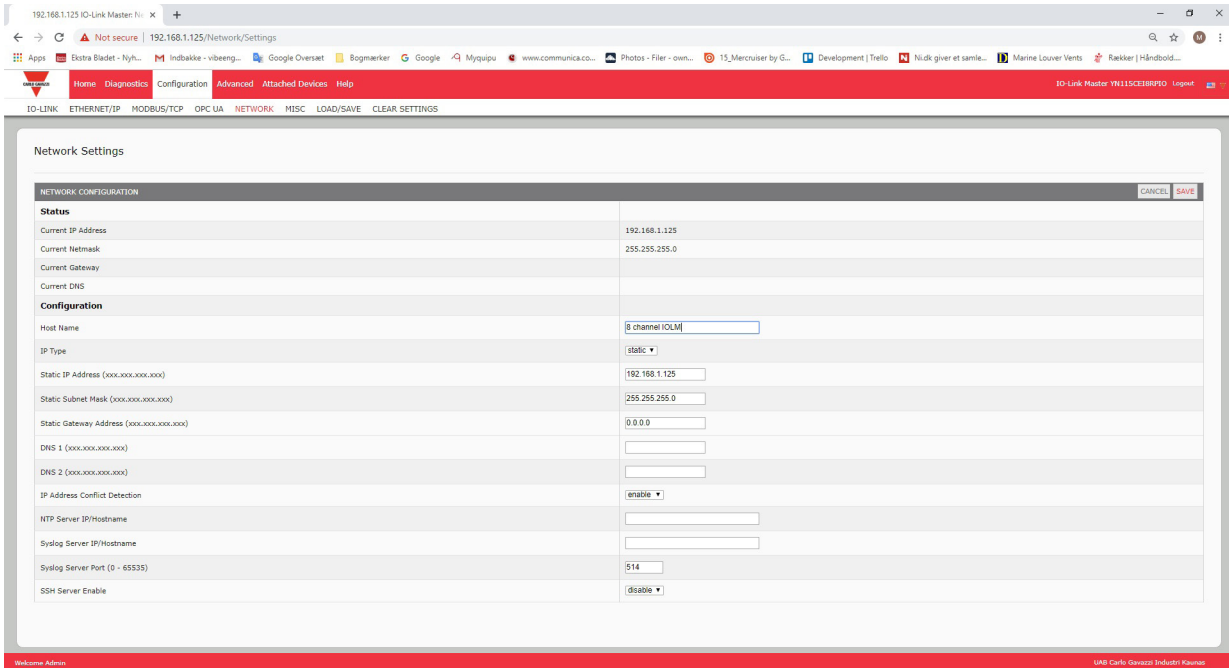 192.168.1.125 IO-Link Master: Ne
Not secure | 192.168.1.125/Network/Settings
Apps Ekstra Bladet - Nyh... Indbakke - vibeeng... Google Oversæt Bogmærker Google Myquipu www.communica.co... Photos - Filer - own... 15_Mercruiser by G... Development | Trello Ni.dk giver et samle... Marine Louver Vents Rækker | Håndbold....
CARLO GAVAZZI
Home Diagnostics Configuration Advanced Attached Devices Help IO-Link Master YN115CEI8RPIO Logout
IO-LINK ETHERNET/IP MODBUS/TCP OPC UA NETWORK MISC LOAD/SAVE CLEAR SETTINGS
Network Settings
NETWORK CONFIGURATION CANCEL SAVE
Status
Current IP Address 192.168.1.125
Current Netmask 255.255.255.0
Current Gateway
Current DNS
Configuration
Host Name 8 channel IOLM
IP Type static
Static IP Address (xxx.xxx.xxx.xxx) 192.168.1.125
Static Subnet Mask (xxx.xxx.xxx.xxx) 255.255.255.0
Static Gateway Address (xxx.xxx.xxx.xxx) 0.0.0.0
DNS 1 (xxx.xxx.xxx.xxx)
DNS 2 (xxx.xxx.xxx.xxx)
IP Address Conflict Detection enable
NTP Server IP/Hostname
Syslog Server IP/Hostname
Syslog Server Port (0 - 65535) 514
SSH Server Enable disable
Welcome Admin UAB Carlo Gavazzi Industri Kaunas